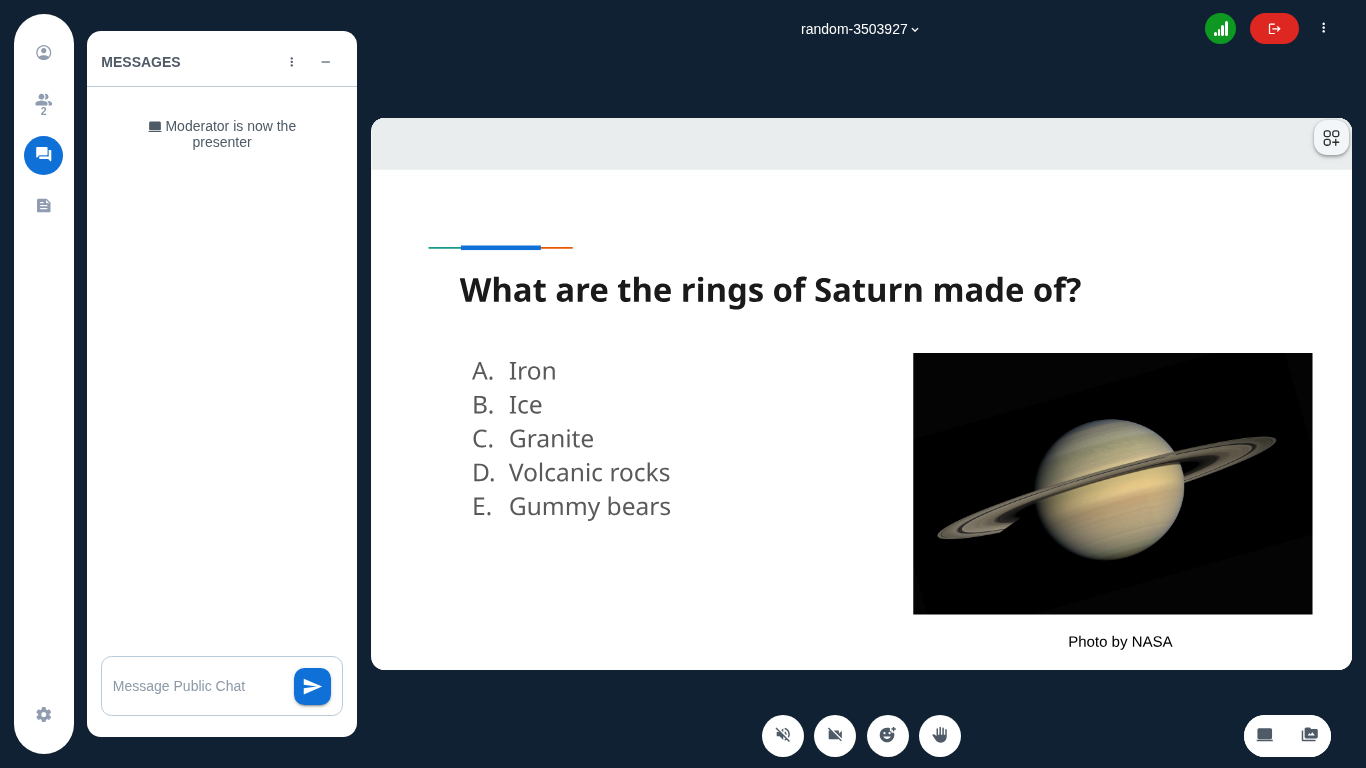 random-3503927
MESSAGES
2
Moderator is now the
presenter
What are the rings of Saturn made of?
A. Iron
B. Ice
C. Granite
D. Volcanic rocks
E. Gummy bears
Photo by NASA
Message Public Chat